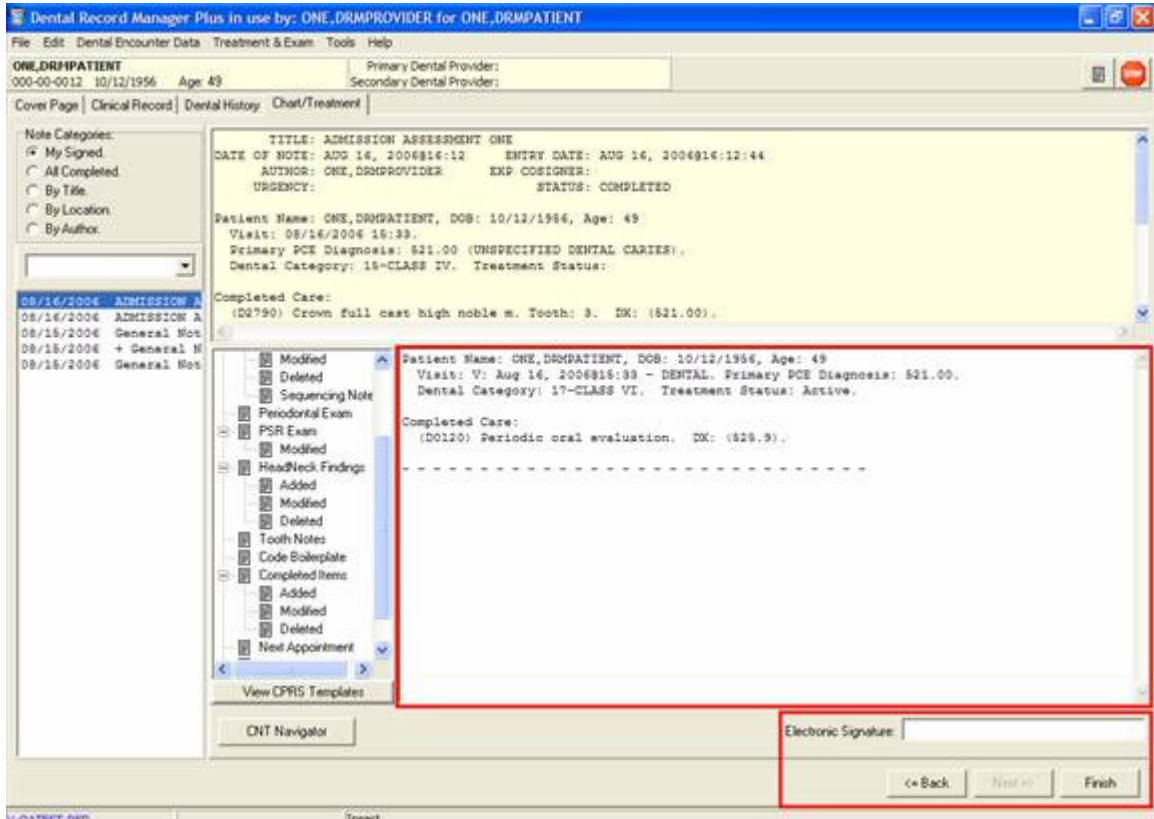 Dental Record Manager Plus in use by: ONE,DRMPROVIDER for ONE,DRMPATIENT
File Edit Dental Encounter Data Treatment & Exam Tools Help
ONE,DRMPATIENT Primary Dental Provider:
000-00-0012 10/12/1956 Age: 49 Secondary Dental Provider:
STOP
Cover Page Clinical Record Dental History Chart/Treatment
Note Categories:
My Signed.
All Completed.
By Title.
By Location.
By Author.
08/16/2006 ADMISSION A
08/16/2006 ADMISSION A
08/15/2006 General Not
08/15/2006 + General N
08/15/2006 General Not
TITLE: ADMISSION ASSESSMENT ONE
DATE OF NOTE: AUG 16, 2006@16:12 ENTRY DATE: AUG 16, 2006@16:12:44
AUTHOR: ONE,DRMPROVIDER EXP COSIGNER:
URGENCY: STATUS: COMPLETED
Patient Name: ONE,DRMPATIENT, DOB: 10/12/1956, Age: 49
Visit: 08/16/2006 15:33.
Primary PCE Diagnosis: 521.00 (UNSPECIFIED DENTAL CARIES).
Dental Category: 15-CLASS IV. Treatment Status:
Completed Care:
(D2790) Crown full cast high noble m. Tooth: 3. DX: (521.00).
Modified
Deleted
Sequencing Note
Periodontal Exam
PSR Exam
Modified
HeadNeck Findings
Added
Modified
Deleted
Tooth Notes
Code Boilerplate
Completed Items
Added
Modified
Deleted
Next Appointment
View CPRS Templates
Patient Name: ONE,DRMPATIENT, DOB: 10/12/1956, Age: 49
Visit: V: Aug 16, 2006@15:33 - DENTAL. Primary PCE Diagnosis: 521.00.
Dental Category: 17-CLASS VI. Treatment Status: Active.
Completed Care:
(D0120) Periodic oral evaluation. DX: (525.9).
- - - - - - - - - - - - - - - - - - - - - - - - - - - - - -
CNT Navigator
Electronic Signature:
<= Back Next => Finish